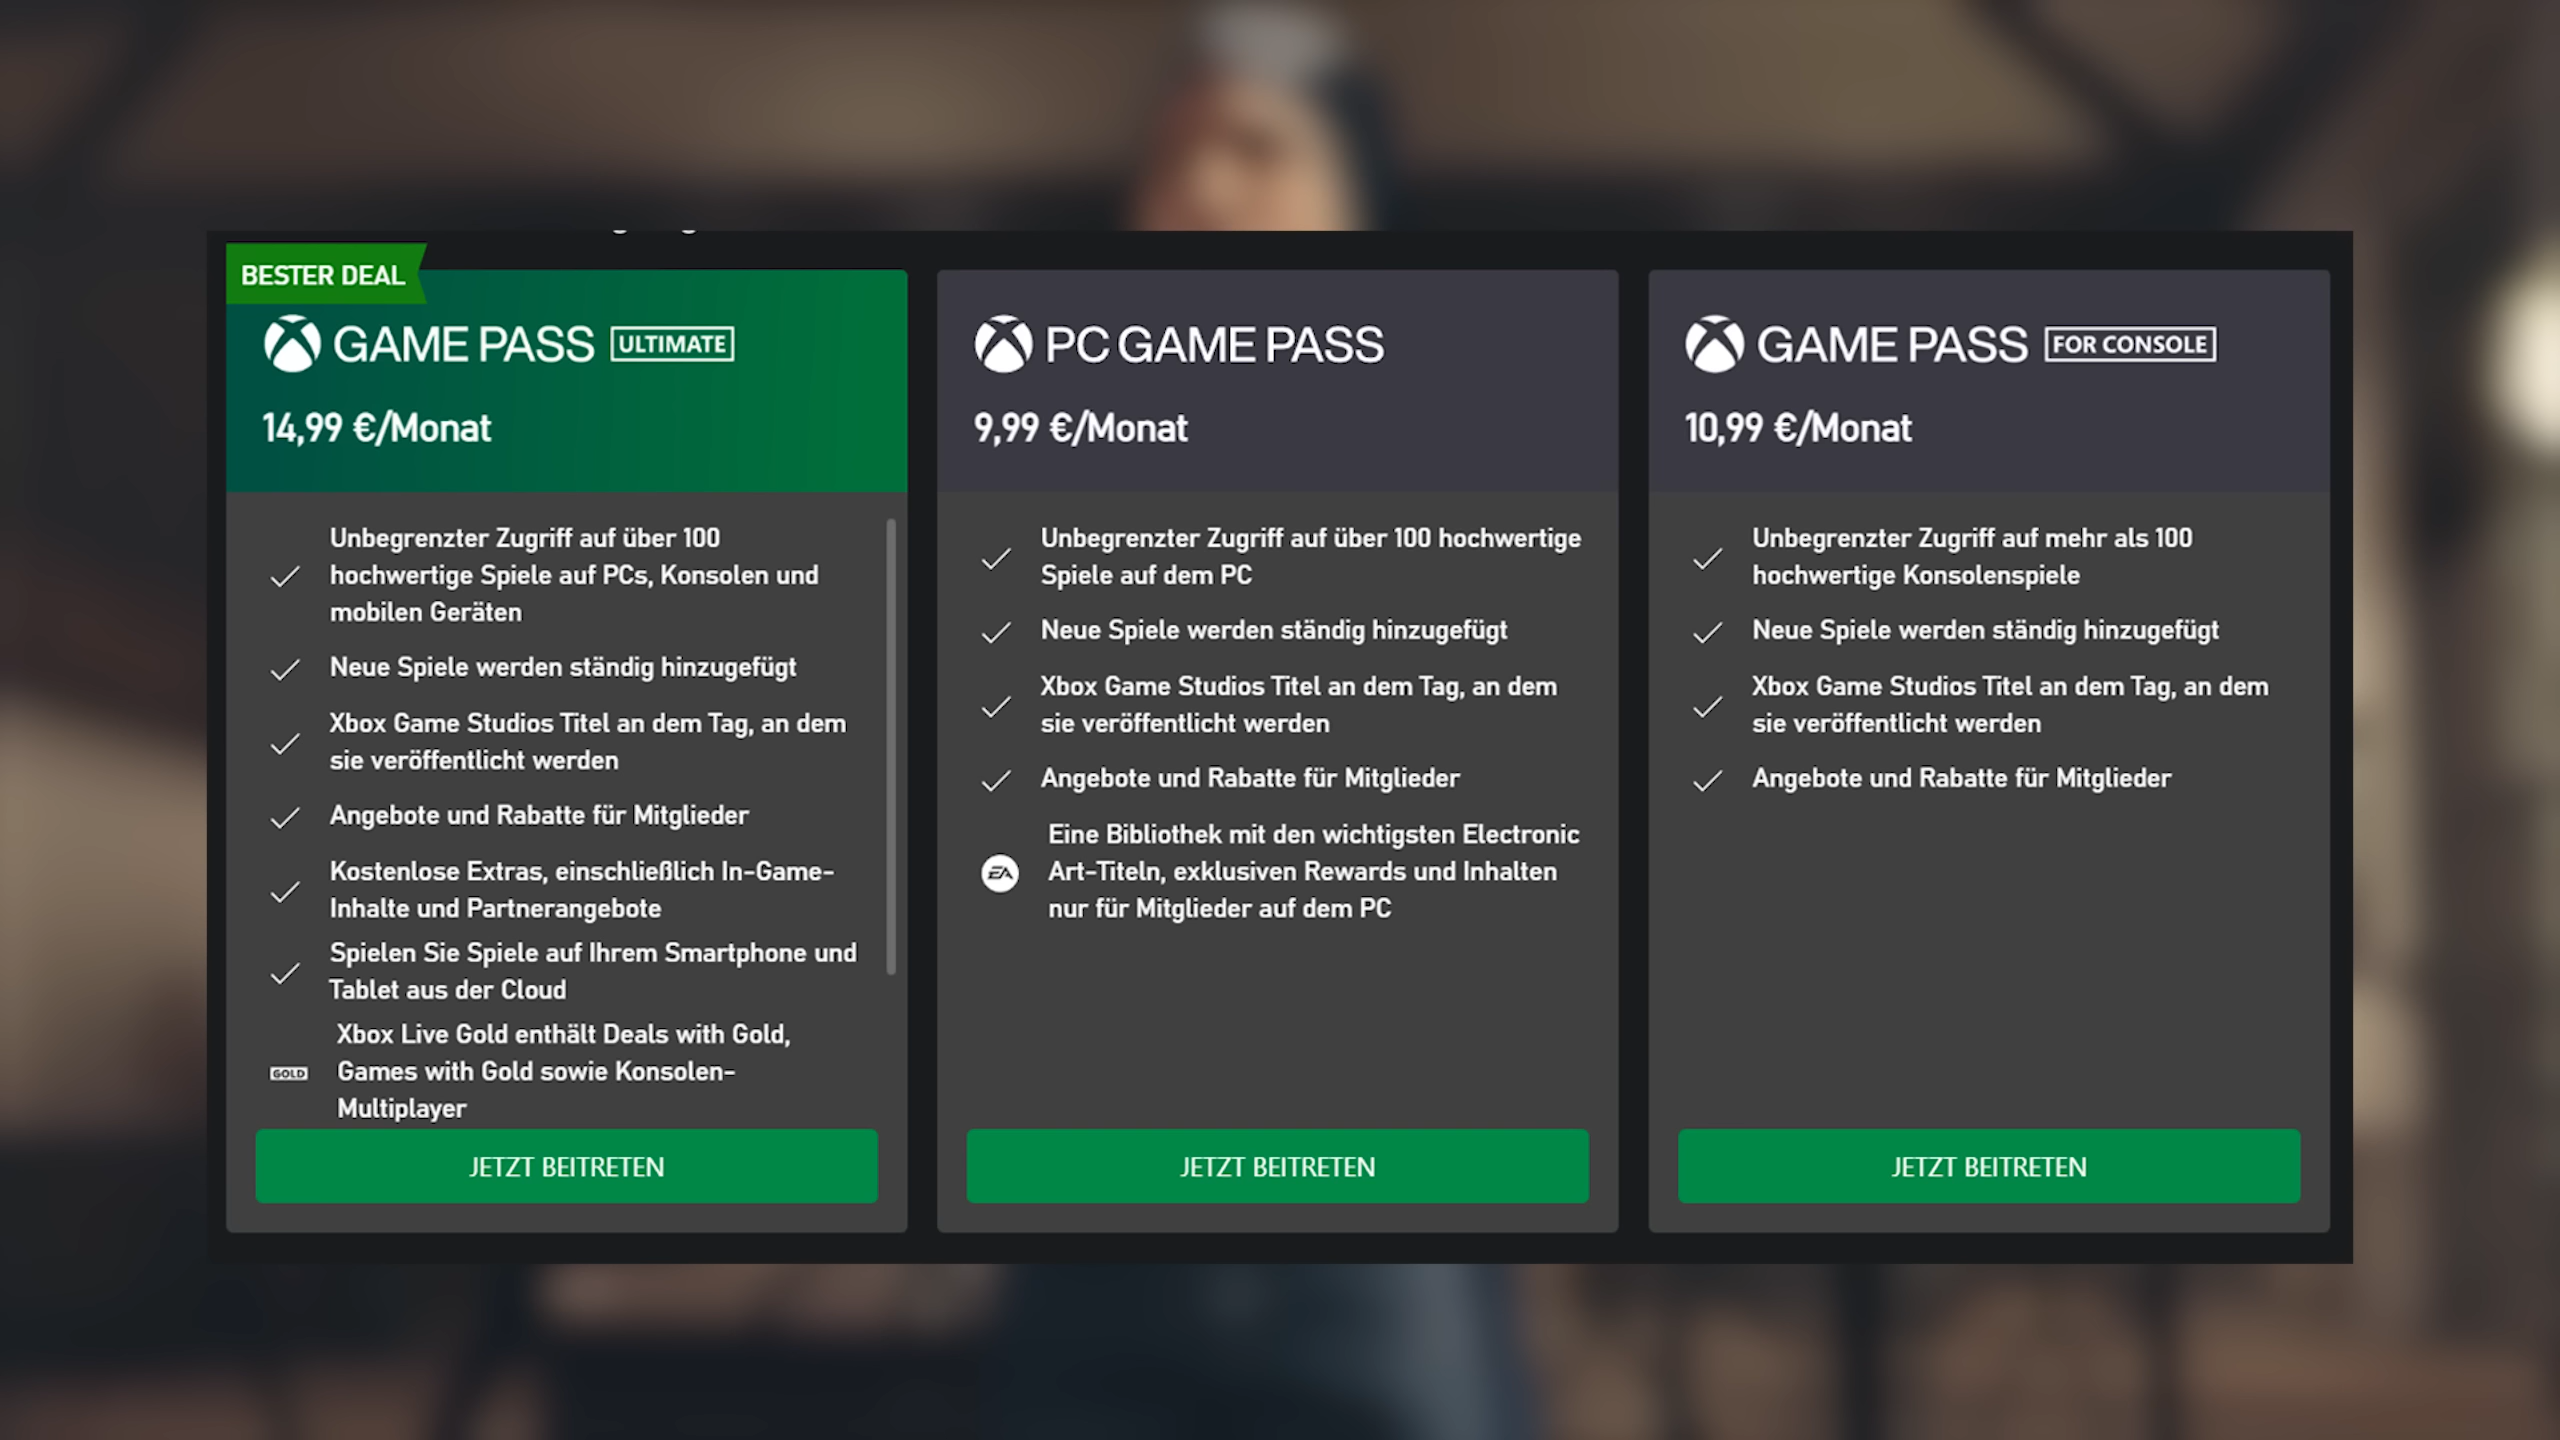 BESTER DEAL
GAME PASS ULTIMATE
14,99 €/Monat
Unbegrenzter Zugriff auf über 100
hochwertige Spiele auf PCs, Konsolen und
mobilen Geräten
Neue Spiele werden ständig hinzugefügt
Xbox Game Studios Titel an dem Tag, an dem
sie veröffentlicht werden
Angebote und Rabatte für Mitglieder
Kostenlose Extras, einschließlich In-Game-
Inhalte und Partnerangebote
Spielen Sie Spiele auf Ihrem Smartphone und
Tablet aus der Cloud
GOLD
Xbox Live Gold enthält Deals with Gold,
Games with Gold sowie Konsolen-
Multiplayer
JETZT BEITRETEN
PC GAME PASS
9,99 €/Monat
Unbegrenzter Zugriff auf über 100 hochwertige
Spiele auf dem PC
Neue Spiele werden ständig hinzugefügt
Xbox Game Studios Titel an dem Tag, an dem
sie veröffentlicht werden
Angebote und Rabatte für Mitglieder
EA
Eine Bibliothek mit den wichtigsten Electronic
Art-Titeln, exklusiven Rewards und Inhalten
nur für Mitglieder auf dem PC
JETZT BEITRETEN
GAME PASS FOR CONSOLE
10,99 €/Monat
Unbegrenzter Zugriff auf mehr als 100
hochwertige Konsolenspiele
Neue Spiele werden ständig hinzugefügt
Xbox Game Studios Titel an dem Tag, an dem
sie veröffentlicht werden
Angebote und Rabatte für Mitglieder
JETZT BEITRETEN